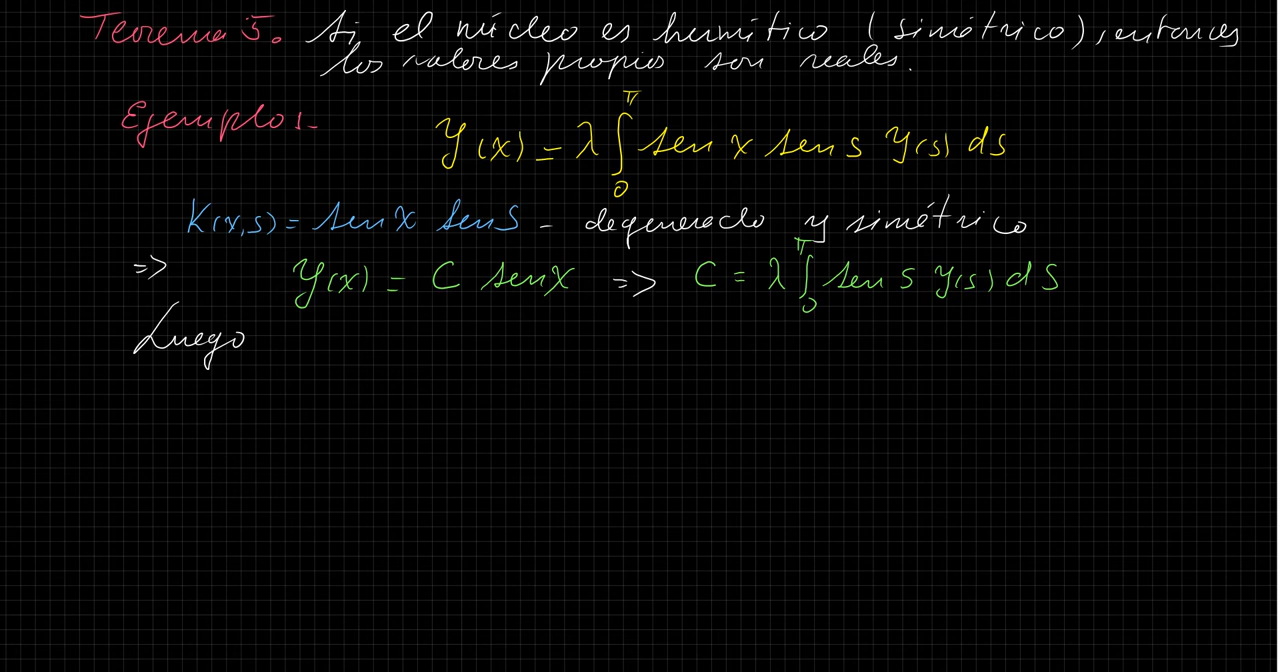 Teorema 5. Si el núcleo es hermítico (simétrico), entonces
los valores propios son reales.
Ejemplos.-
y(x) = λ ∫₀^π sen x sen s y(s) ds
K(x,s) = sen x sen s - degenerado y simétrico
=> y(x) = C sen x => C = λ ∫₀^π sen s y(s) ds
Luego